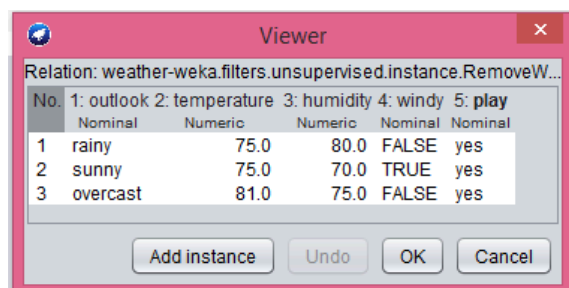 Viewer
Relation: weather-weka.filters.unsupervised.instance.RemoveW...
No. 1: outlook 2: temperature 3: humidity 4: windy 5: play
Nominal Numeric Numeric Nominal Nominal
1 rainy 75.0 80.0 FALSE yes
2 sunny 75.0 70.0 TRUE yes
3 overcast 81.0 75.0 FALSE yes
Add instance Undo OK Cancel